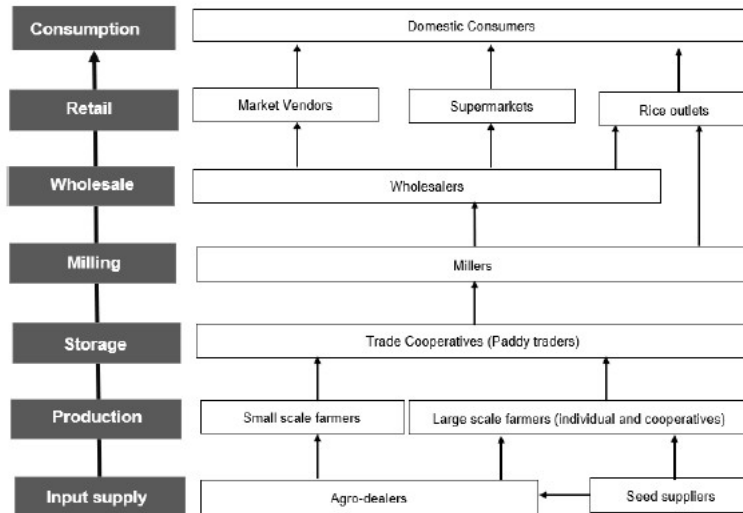 Consumption
Domestic Consumers
Retail
Market Vendors
Supermarkets
Rice outlets
Wholesale
Wholesalers
Milling
Millers
Storage
Trade Cooperatives (Paddy traders)
Production
Small scale farmers
Large scale farmers (individual and cooperatives)
Input supply
Agro-dealers
Seed suppliers